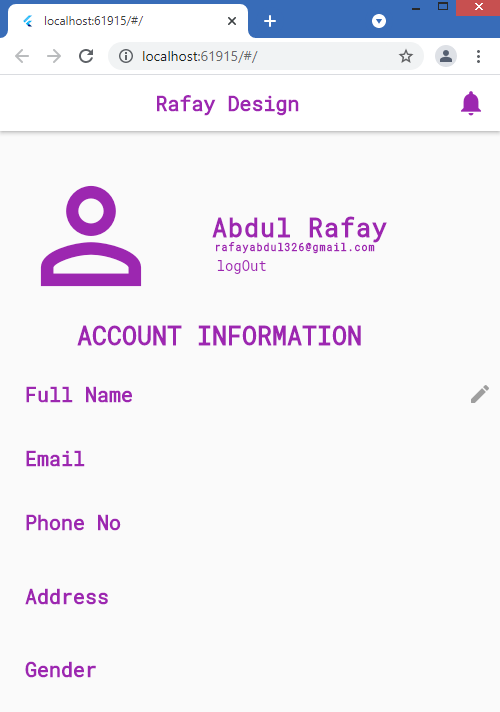 localhost:61915/#/
localhost:61915/#/
Rafay Design
Abdul Rafay
rafayabdul326@gmail.com
logOut
ACCOUNT INFORMATION
Full Name
Email
Phone No
Address
Gender